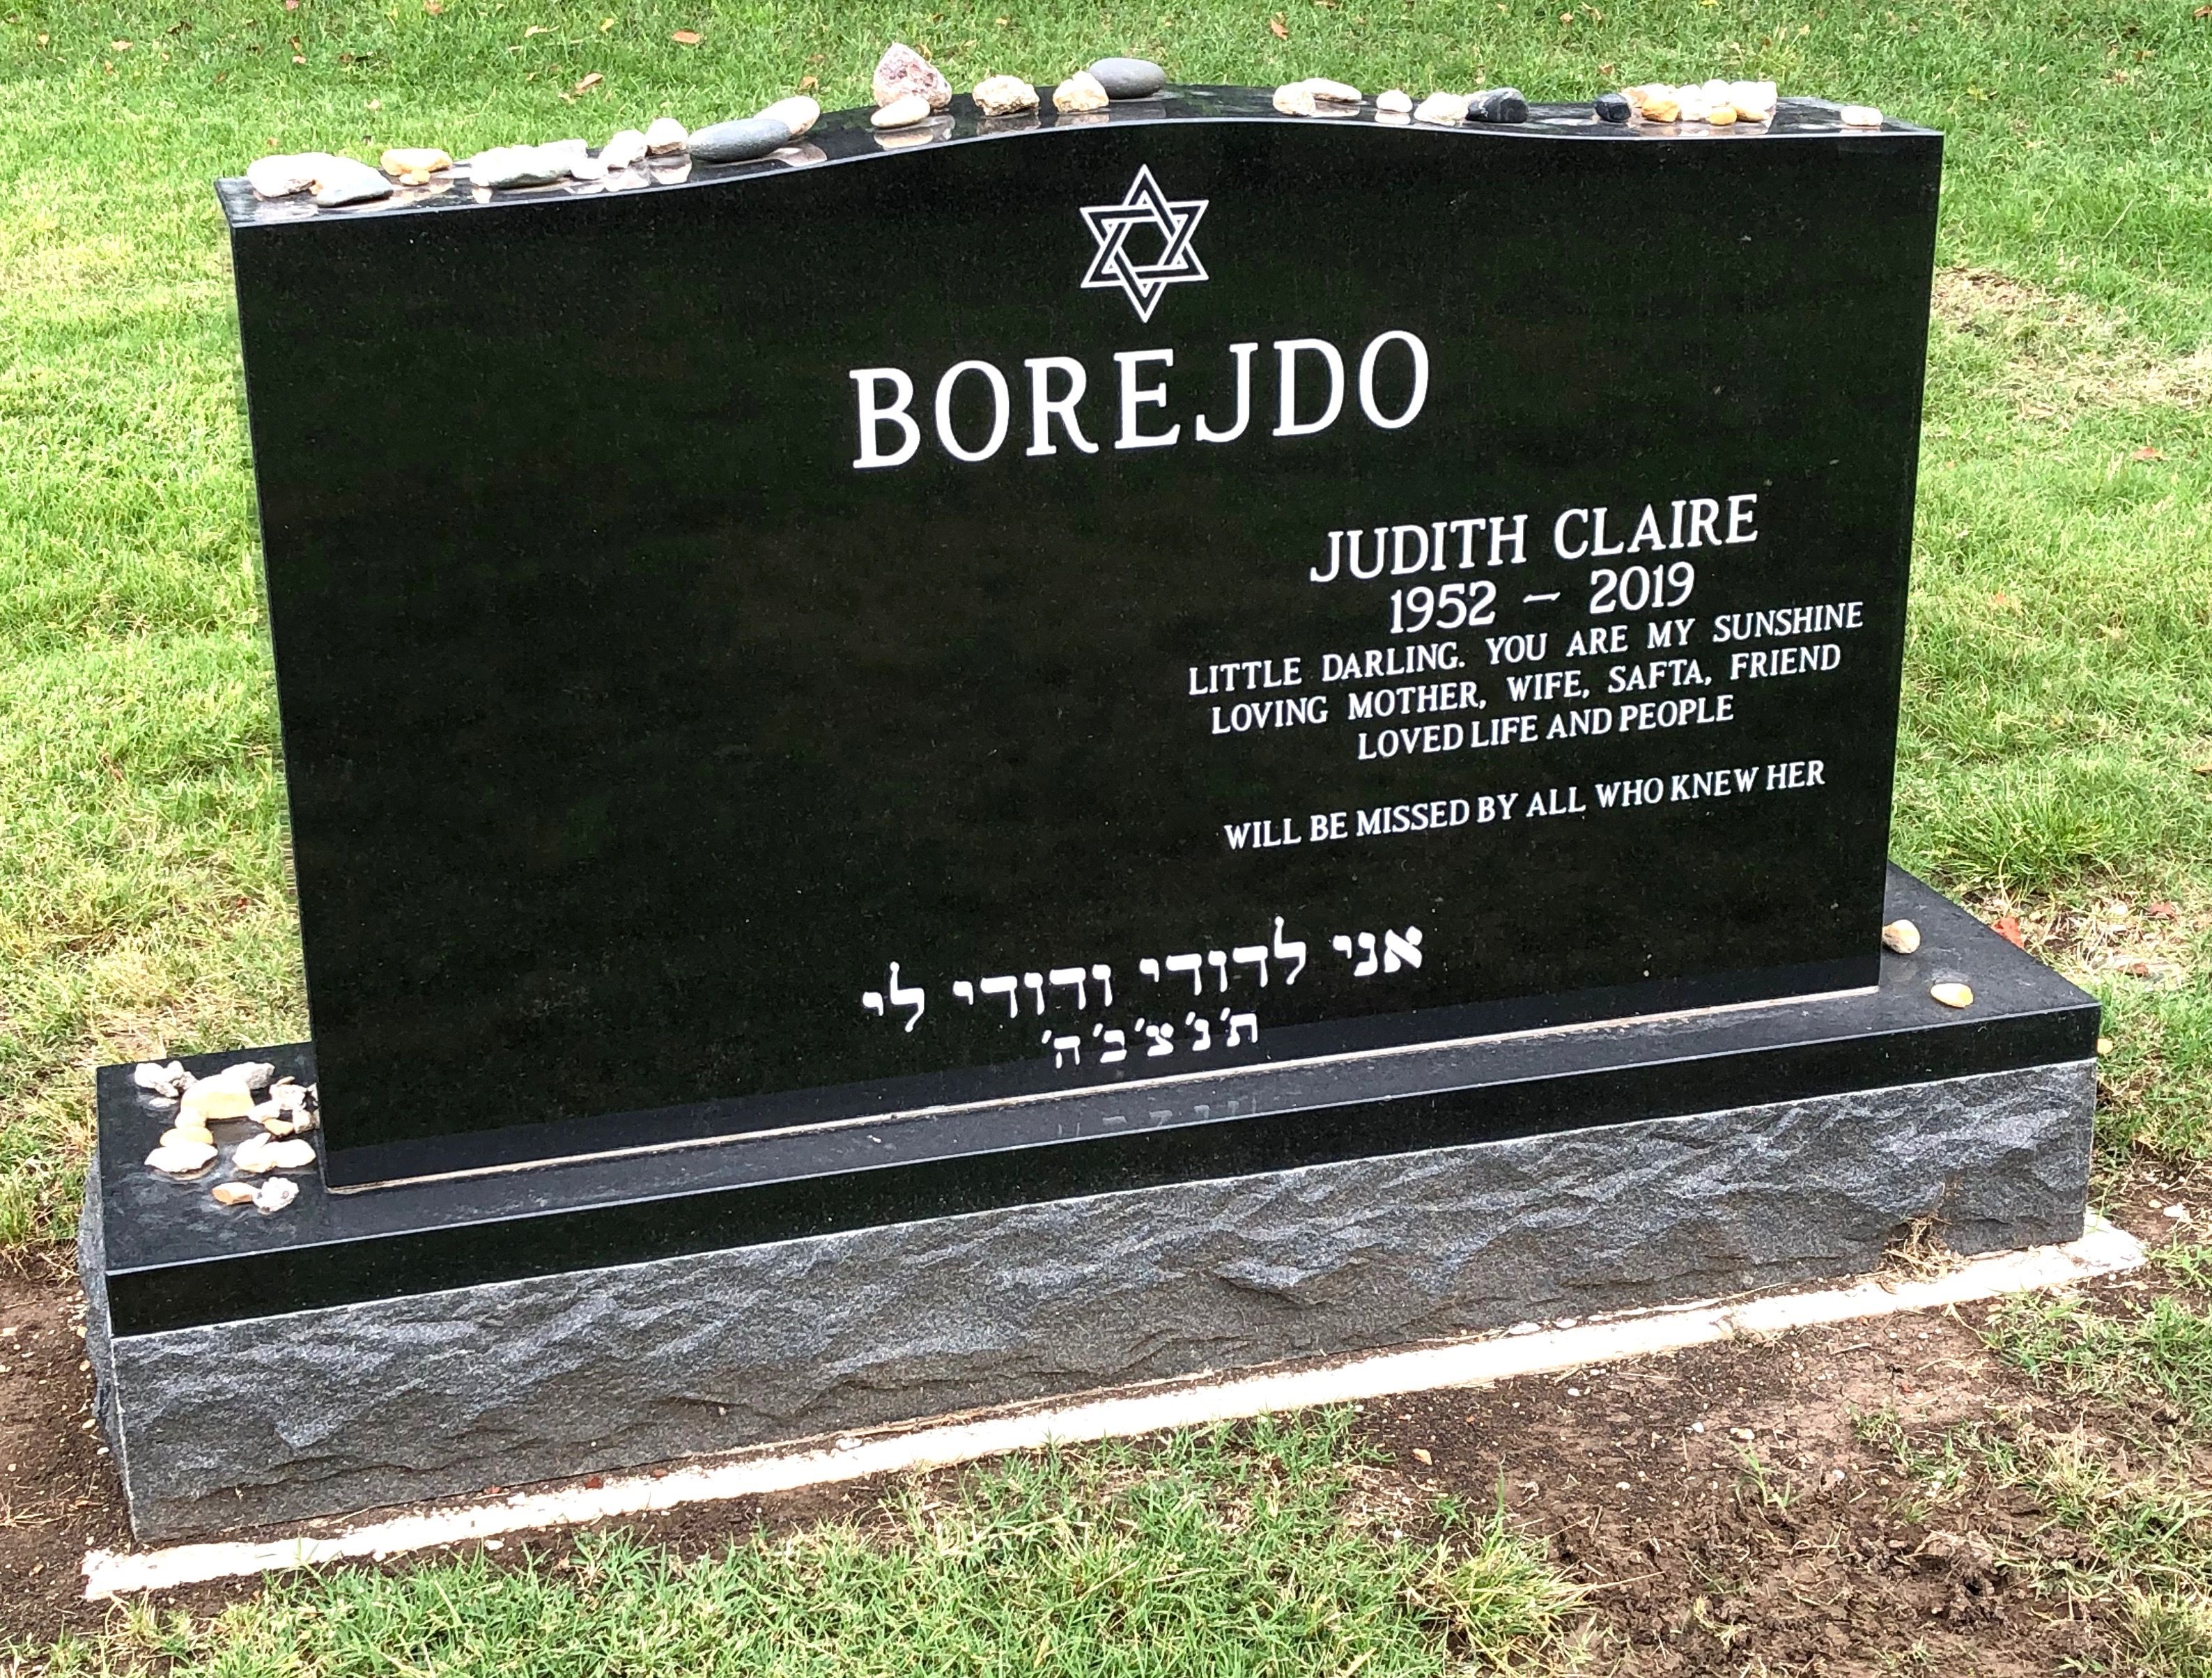 BOREJDO
JUDITH CLAIRE
1952 – 2019
LITTLE DARLING. YOU ARE MY SUNSHINE
LOVING MOTHER, WIFE, SAFTA, FRIEND
LOVED LIFE AND PEOPLE
WILL BE MISSED BY ALL WHO KNEW HER
אני לדודי ודודי לי
ת'נ'צ'ב'ה'